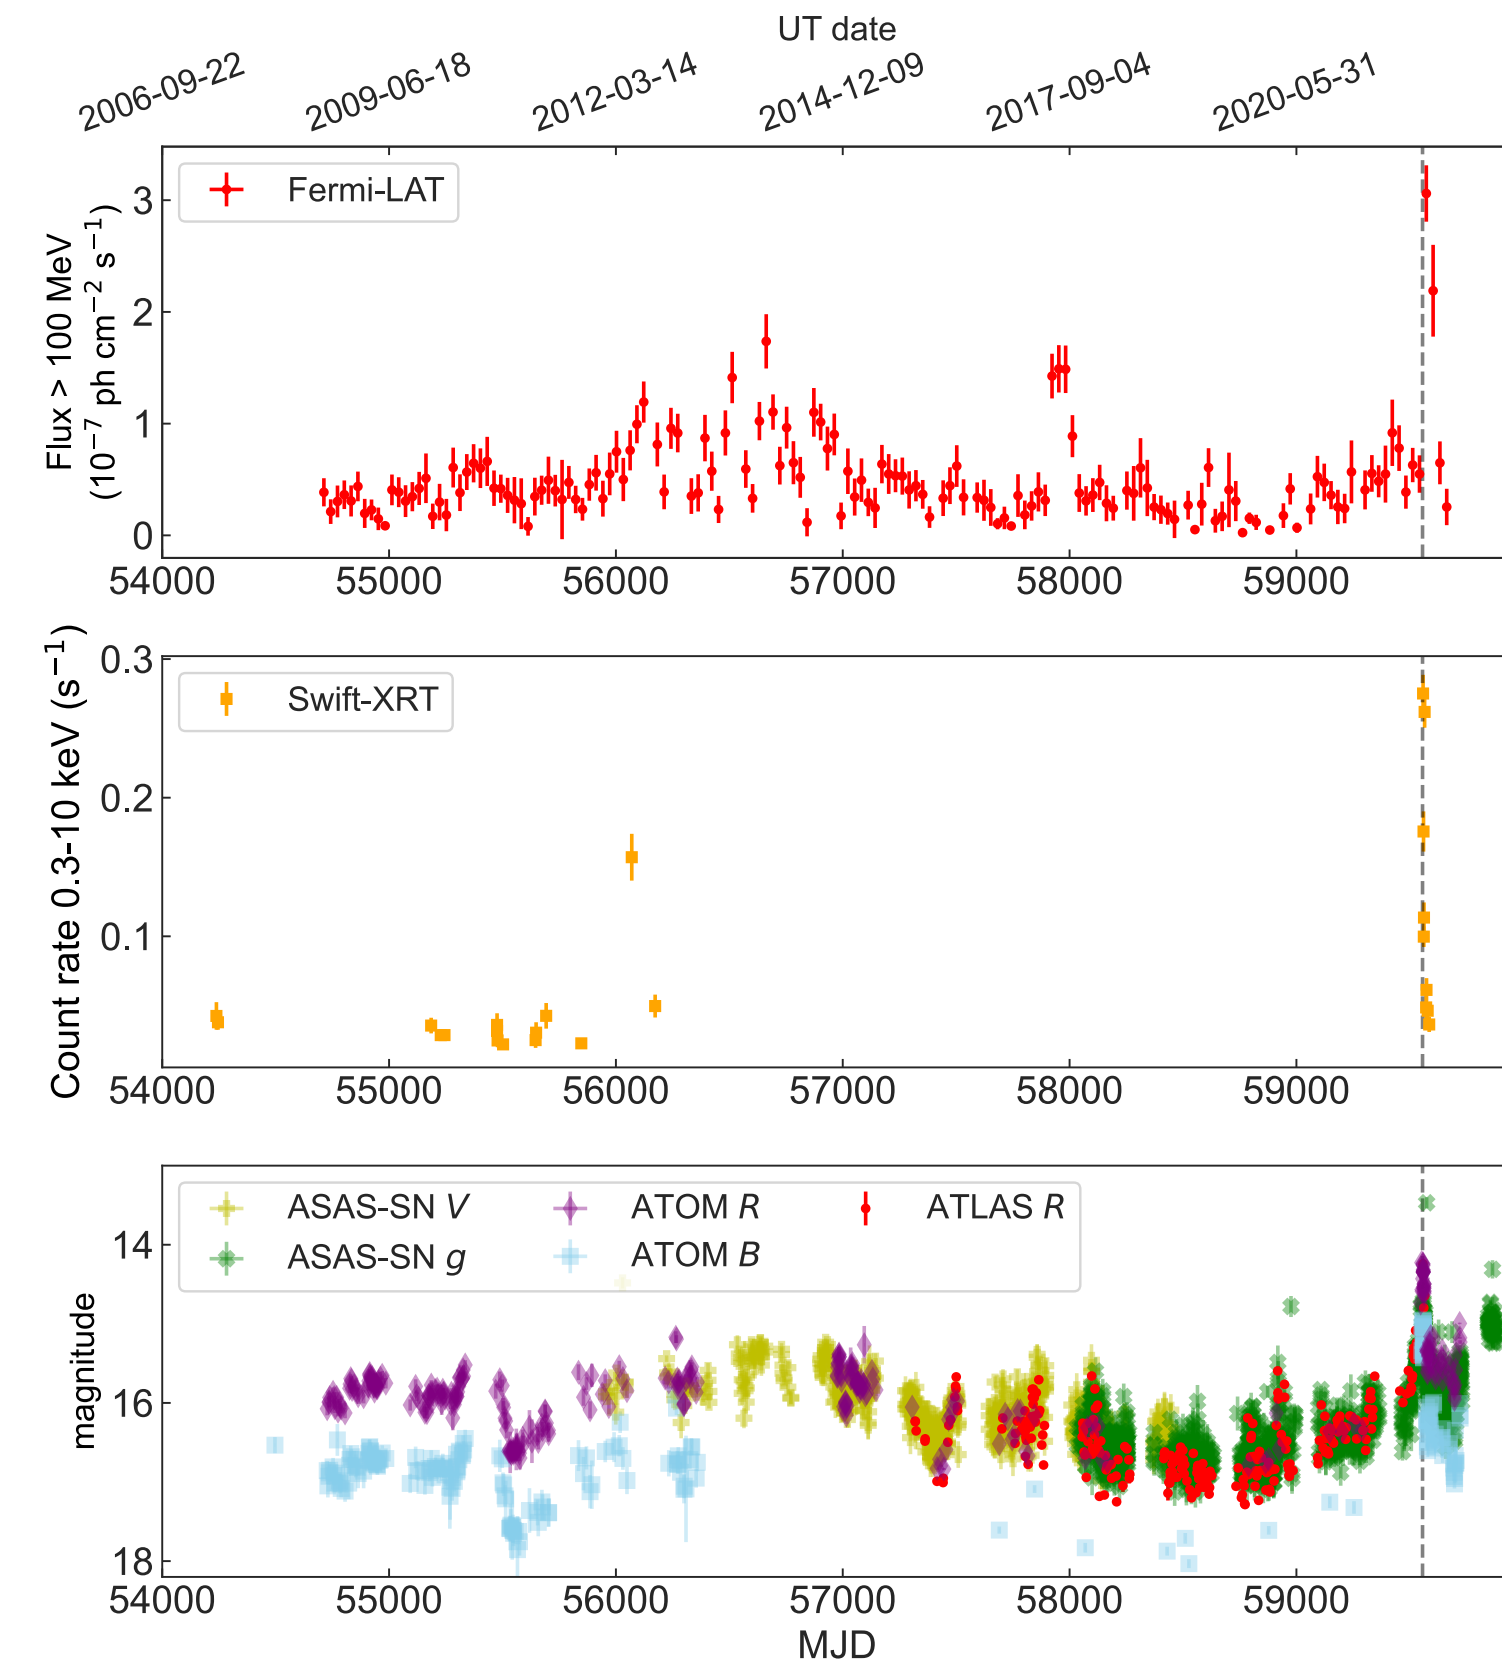 UT date
2006-09-22 2009-06-18 2012-03-14 2014-12-09 2017-09-04 2020-05-31
Fermi-LAT
Flux > 100 MeV
(10⁻⁷ ph cm⁻² s⁻¹)
3
2
1
0
54000 55000 56000 57000 58000 59000
Swift-XRT
Count rate 0.3-10 keV (s⁻¹)
0.3
0.2
0.1
54000 55000 56000 57000 58000 59000
ASAS-SN V ATOM R ATLAS R
ASAS-SN g ATOM B
magnitude
14
16
18
54000 55000 56000 57000 58000 59000
MJD